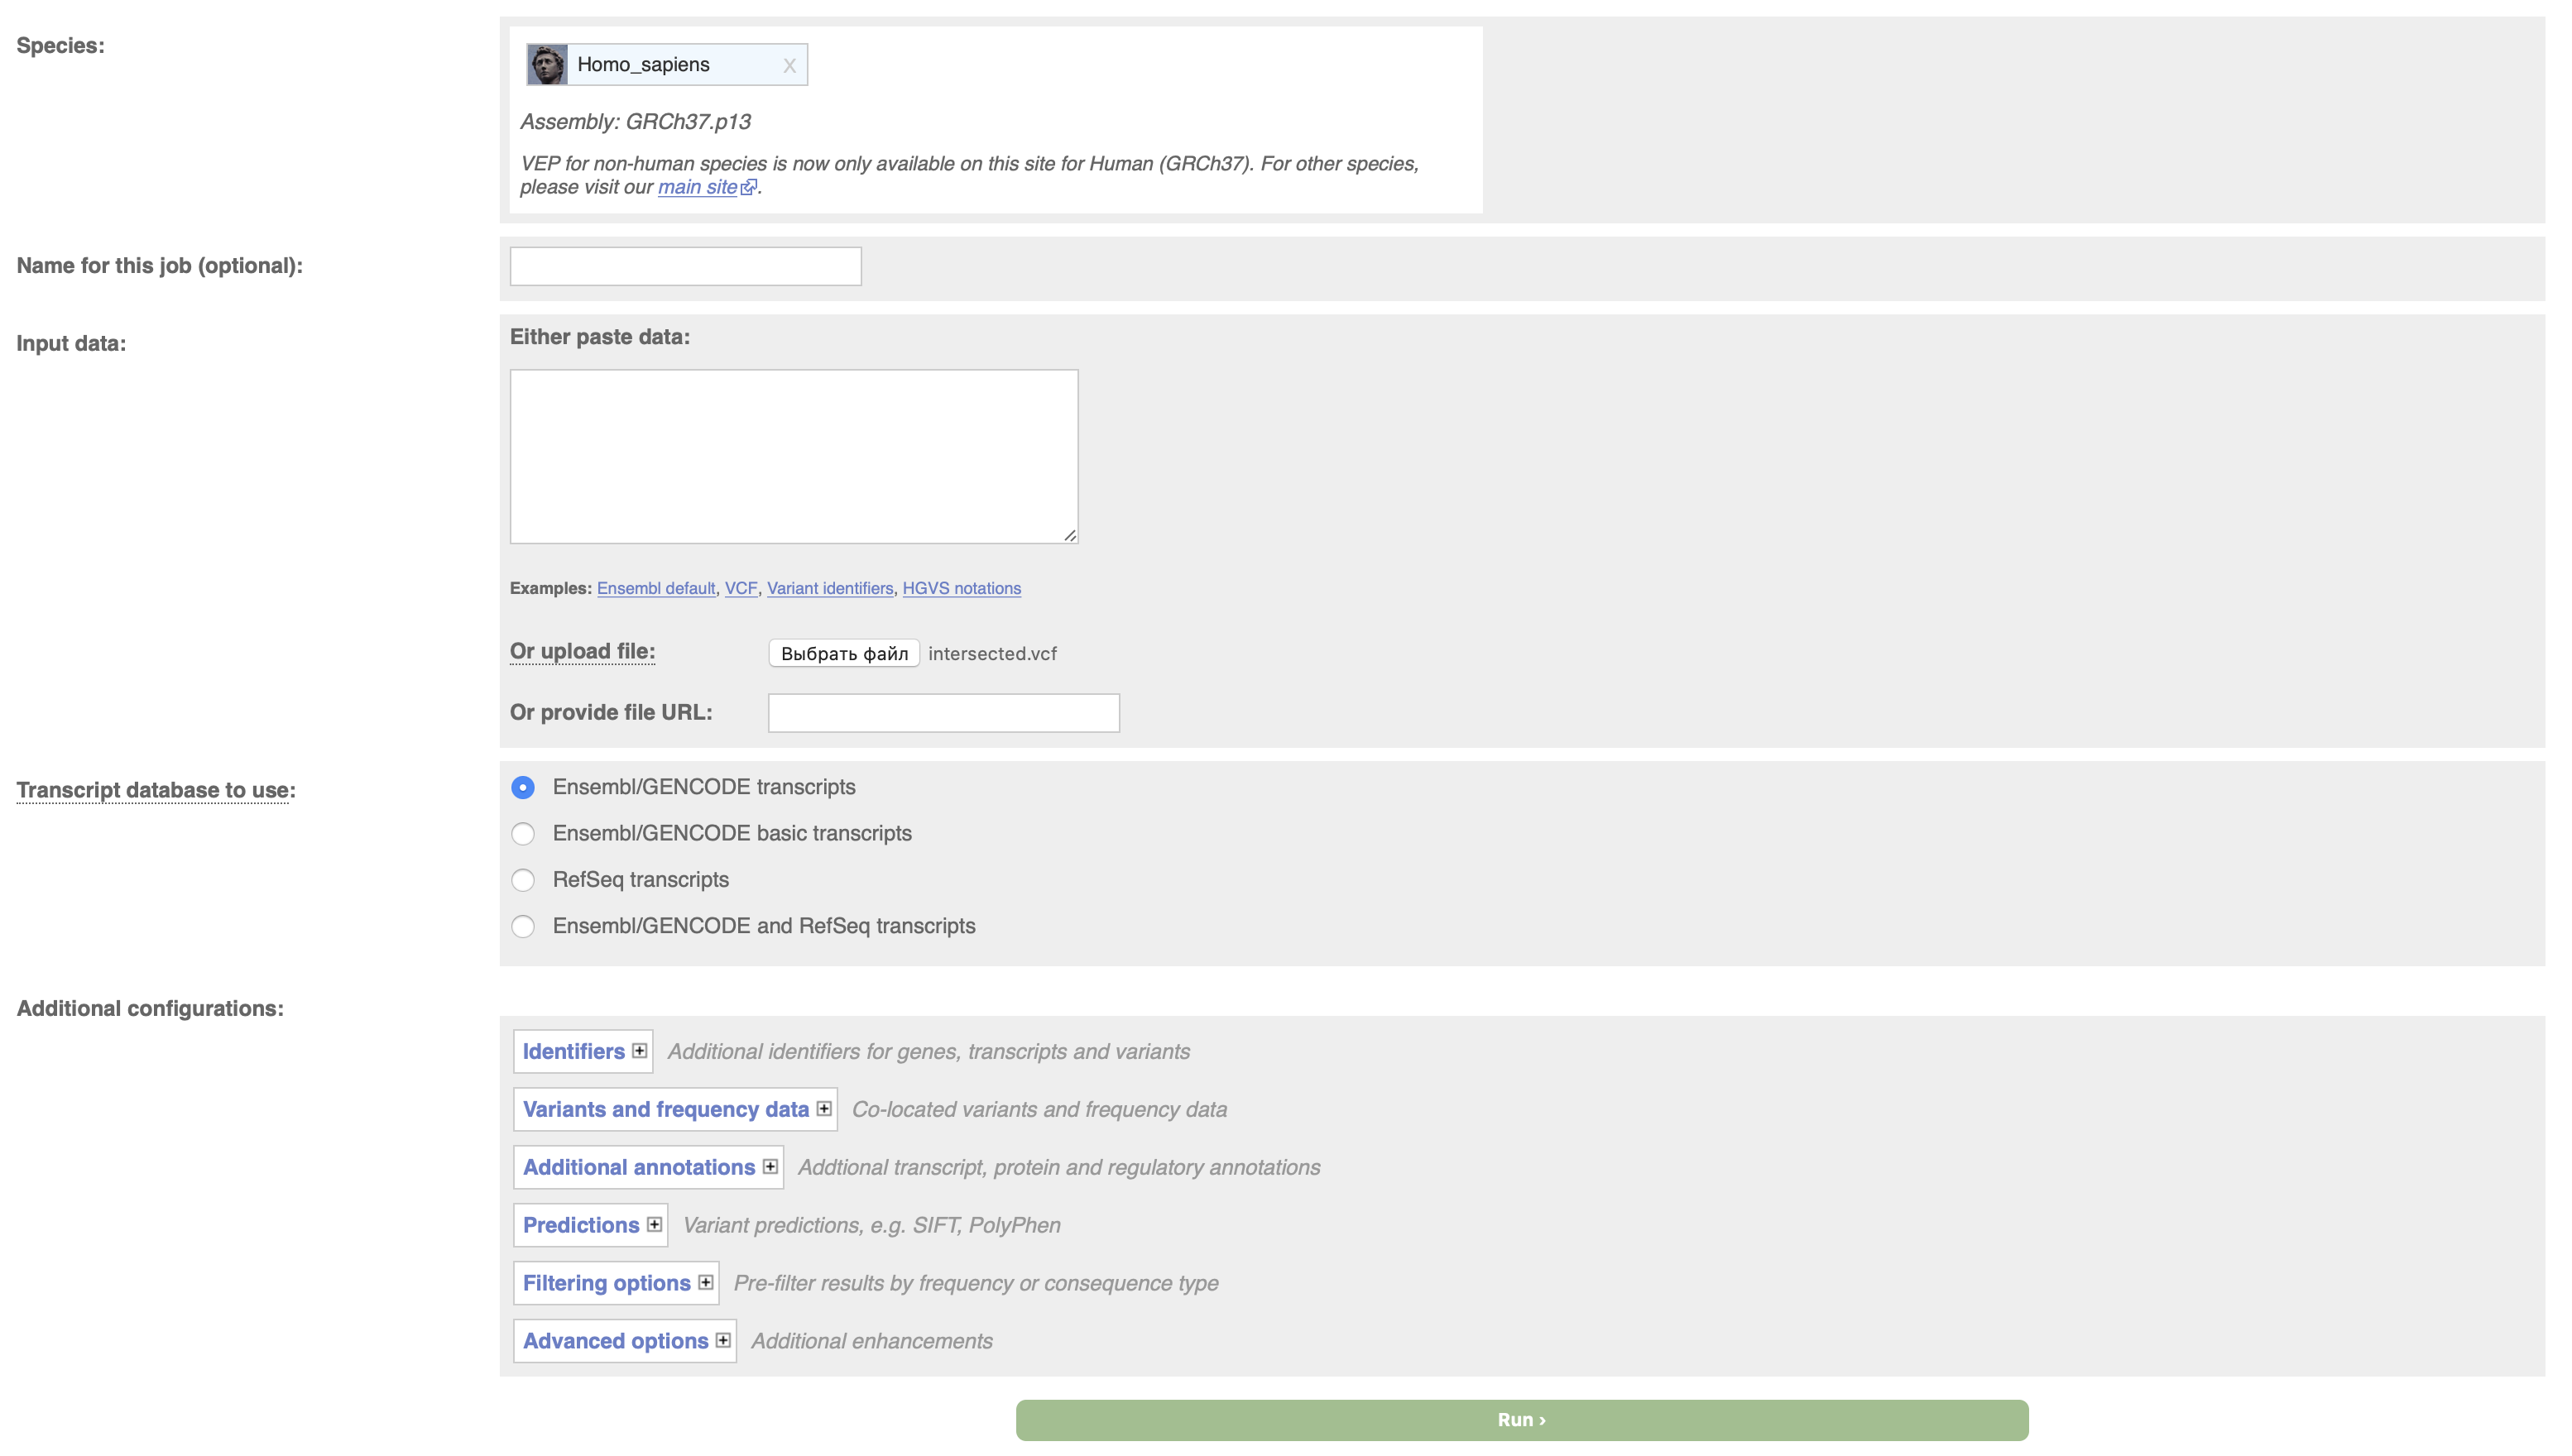 Species:
Homo_sapiens x
Assembly: GRCh37.p13
VEP for non-human species is now only available on this site for Human (GRCh37). For other species,
please visit our main site.
Name for this job (optional):
Input data:
Either paste data:
Examples: Ensembl default, VCF, Variant identifiers, HGVS notations
Or upload file: Выбрать файл intersected.vcf
Or provide file URL:
Transcript database to use:
Ensembl/GENCODE transcripts
Ensembl/GENCODE basic transcripts
RefSeq transcripts
Ensembl/GENCODE and RefSeq transcripts
Additional configurations:
Identifiers Additional identifiers for genes, transcripts and variants
Variants and frequency data Co-located variants and frequency data
Additional annotations Addtional transcript, protein and regulatory annotations
Predictions Variant predictions, e.g. SIFT, PolyPhen
Filtering options Pre-filter results by frequency or consequence type
Advanced options Additional enhancements
Run ›